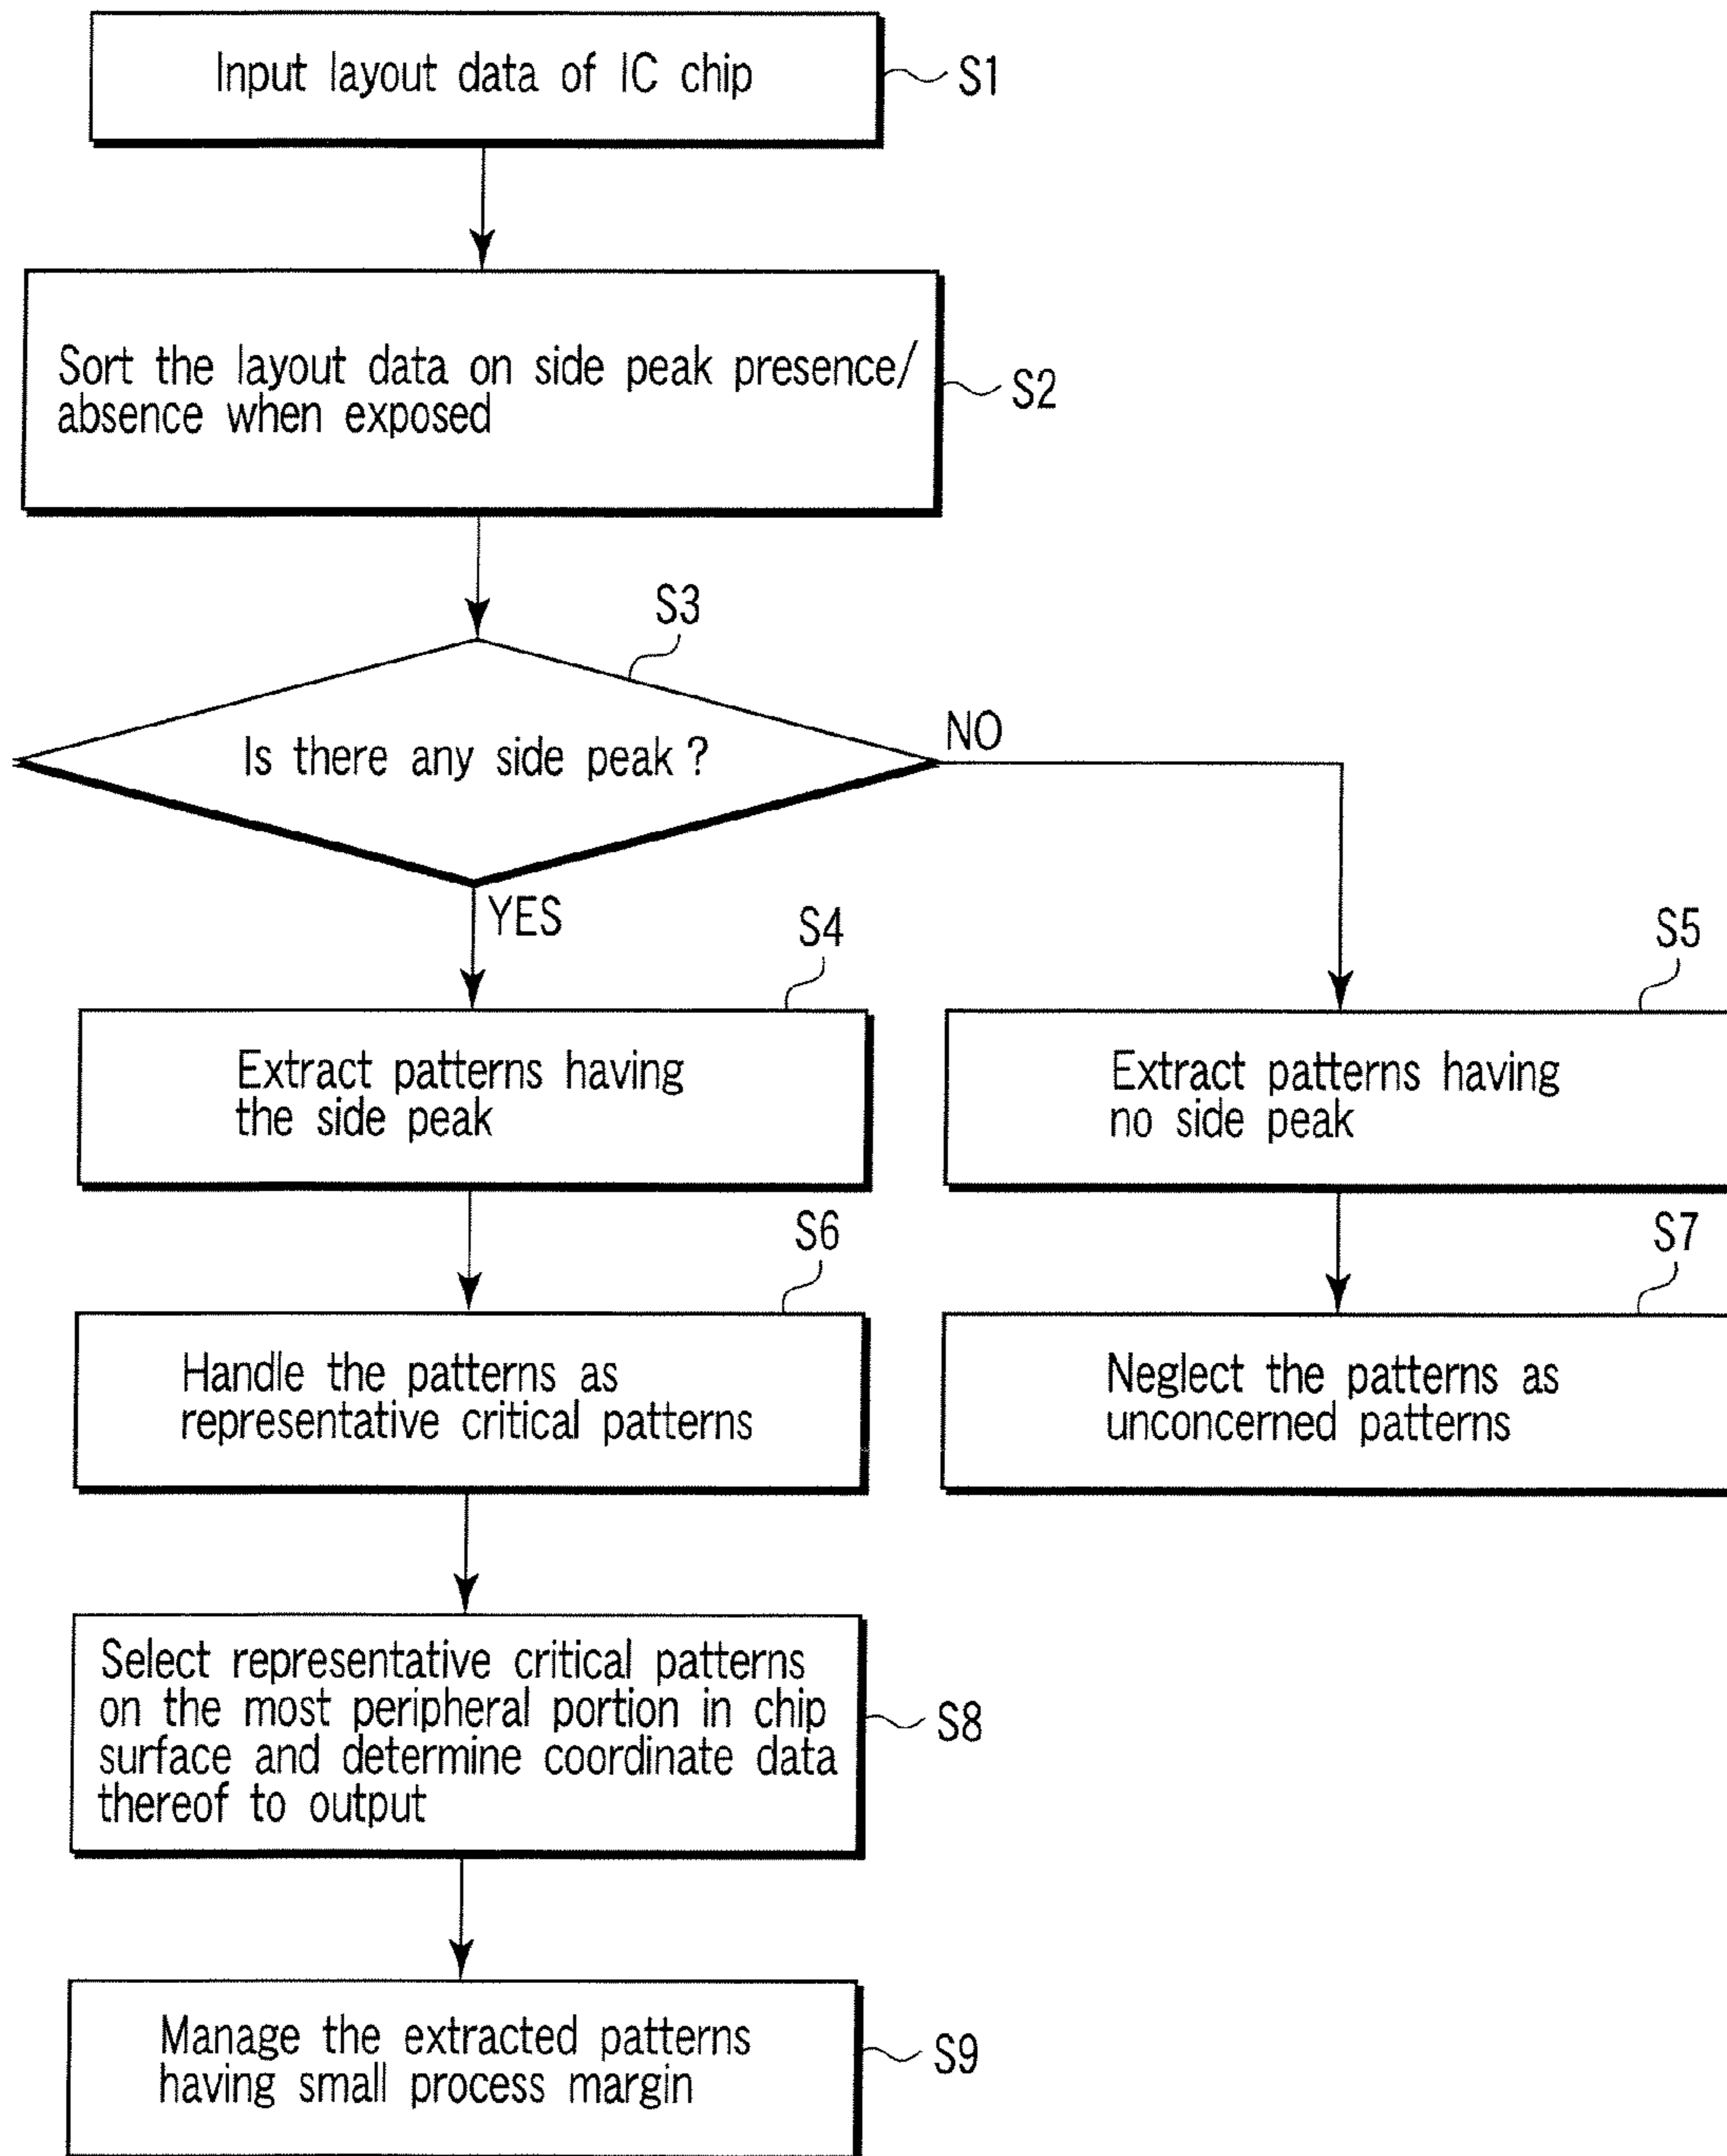 Input layout data of IC chip
S1
Sort the layout data on side peak presence/
absence when exposed
S2
S3
Is there any side peak ?
NO
YES
S4
S5
Extract patterns having
the side peak
Extract patterns having
no side peak
S6
S7
Handle the patterns as
representative critical patterns
Neglect the patterns as
unconcerned patterns
Select representative critical patterns
on the most peripheral portion in chip
surface and determine coordinate data
thereof to output
S8
Manage the extracted patterns
having small process margin
S9